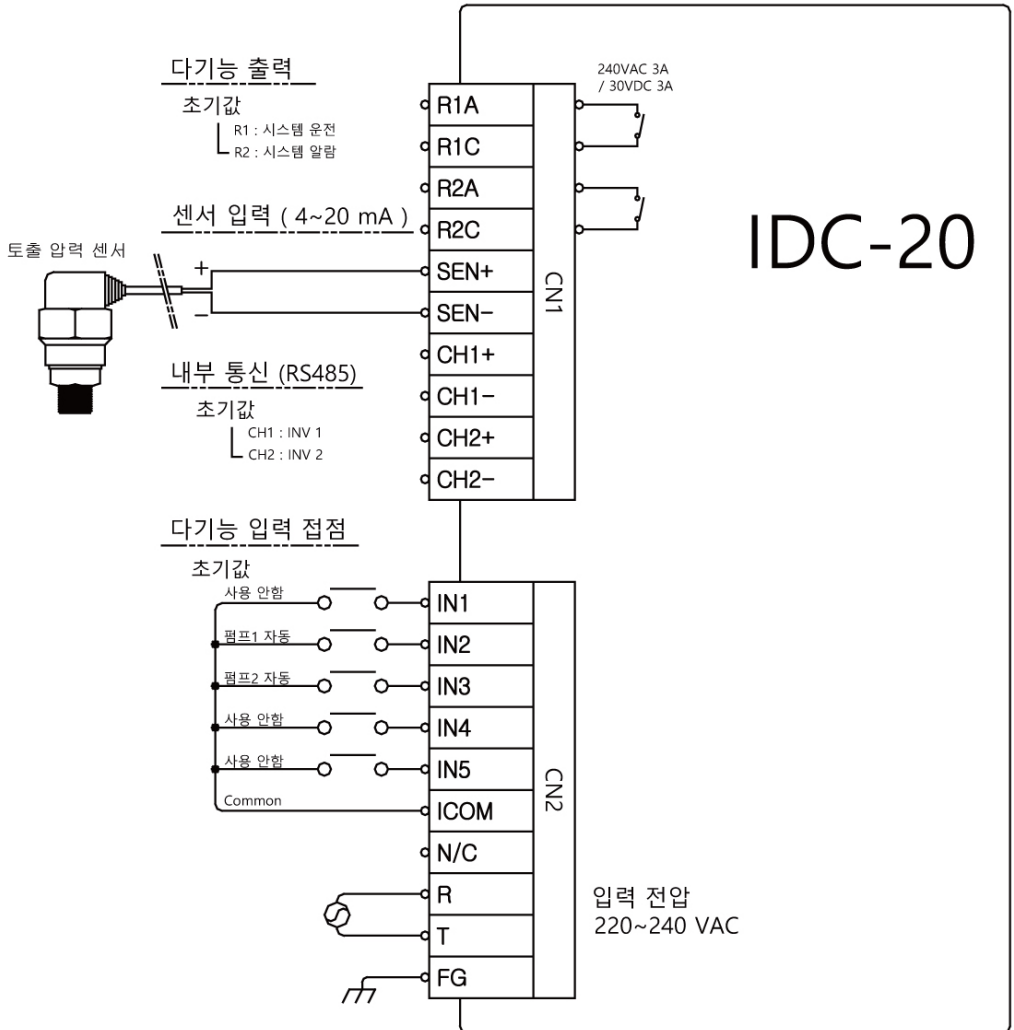 다기능 출력
초기값
R1 : 시스템 운전
R2 : 시스템 알람
센서 입력 ( 4~20 mA )
토출 압력 센서
+
−
내부 통신 (RS485)
초기값
CH1 : INV 1
CH2 : INV 2
R1A
R1C
R2A
R2C
SEN+
SEN−
CH1+
CH1−
CH2+
CH2−
CN1
240VAC 3A
/ 30VDC 3A
IDC-20
다기능 입력 접점
초기값
사용 안함
펌프1 자동
펌프2 자동
사용 안함
사용 안함
Common
IN1
IN2
IN3
IN4
IN5
ICOM
N/C
R
T
FG
CN2
입력 전압
220~240 VAC